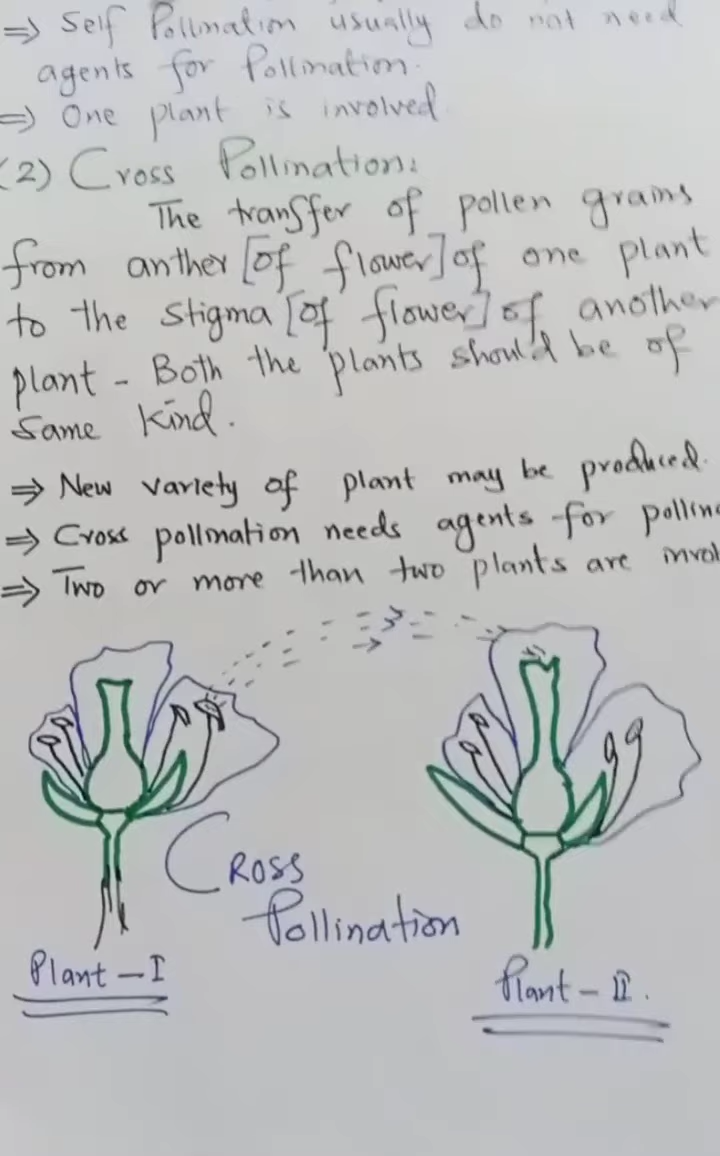 ⇒ Self Pollination usually do not need
agents for Pollination.
⇒ One plant is involved.
(2) Cross Pollination:
The transfer of pollen grains
from anther [of flower] of one plant
to the stigma [of flower] of another
plant - Both the plants should be of
same kind.
⇒ New variety of plant may be produced.
⇒ Cross pollination needs agents for pollina
⇒ Two or more than two plants are invol
Cross
Pollination
Plant - I
Plant - II.